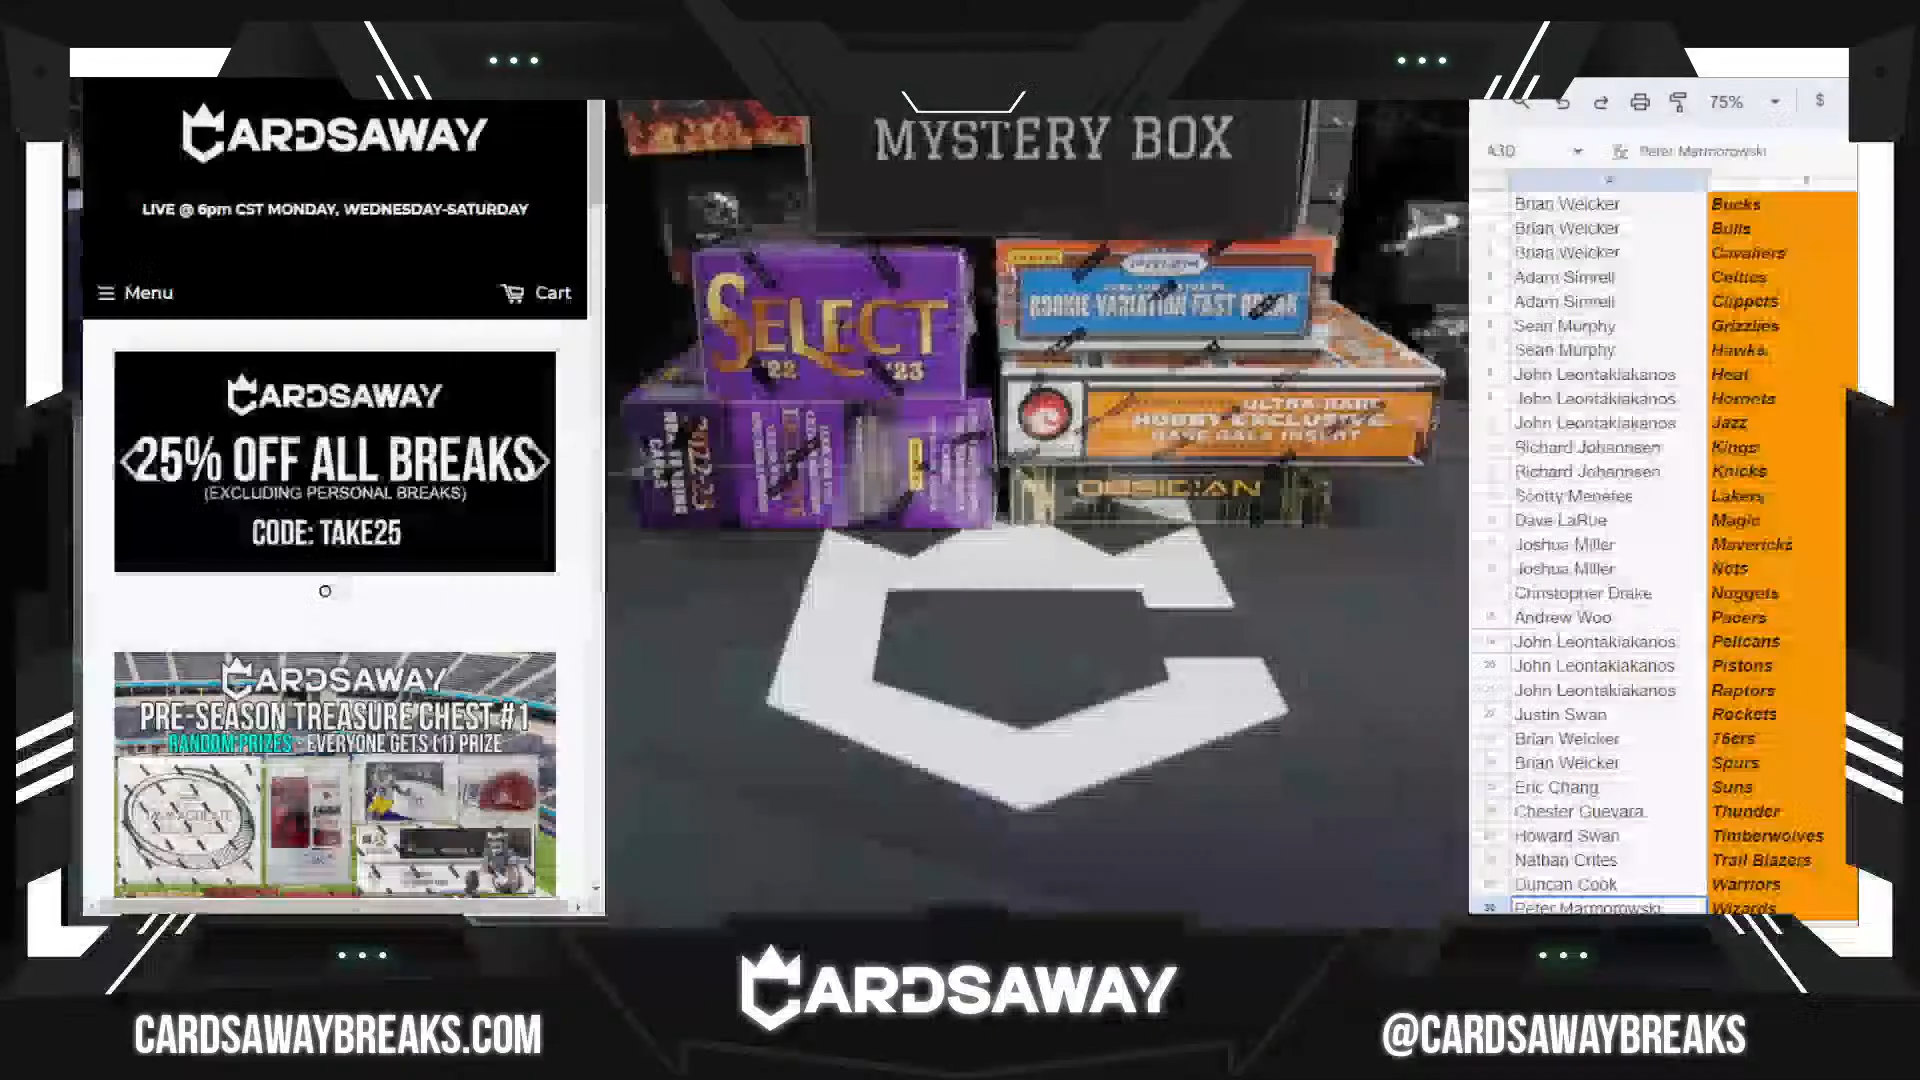 CARDSAWAY
LIVE @ 6pm CST MONDAY, WEDNESDAY-SATURDAY
Menu
Cart
CARDSAWAY
25% OFF ALL BREAKS
(EXCLUDING PERSONAL BREAKS)
CODE: TAKE25
CARDSAWAY
PRE-SEASON TREASURE CHEST #1
RANDOM PRIZES - EVERYONE GETS (1) PRIZE
MYSTERY BOX
SELECT
'22 '23
ROOKIE VARIATION FAST BREAK
ULTRA-RARE
HOBBY EXCLUSIVE
OBSIDIAN
2022-23
75%
$
A30
Peter Marmorowski
Brian Weicker Bucks
Brian Weicker Bulls
Brian Weicker Cavaliers
Adam Simrell Celtics
Adam Simrell Clippers
Sean Murphy Grizzlies
Sean Murphy Hawks
John Leontakiakanos Heat
John Leontakiakanos Hornets
John Leontakiakanos Jazz
Richard Johannsen Kings
Richard Johannsen Knicks
Scotty Menefee Lakers
Dave LaRue Magic
Joshua Miller Mavericks
Joshua Miller Nets
Christopher Drake Nuggets
Andrew Woo Pacers
John Leontakiakanos Pelicans
John Leontakiakanos Pistons
John Leontakiakanos Raptors
Justin Swan Rockets
Brian Weicker 76ers
Brian Weicker Spurs
Eric Chang Suns
Chester Guevara Thunder
Howard Swan Timberwolves
Nathan Crites Trail Blazers
Duncan Cook Warriors
30 Peter Marmorowski Wizards
CARDSAWAYBREAKS.COM
CARDSAWAY
@CARDSAWAYBREAKS